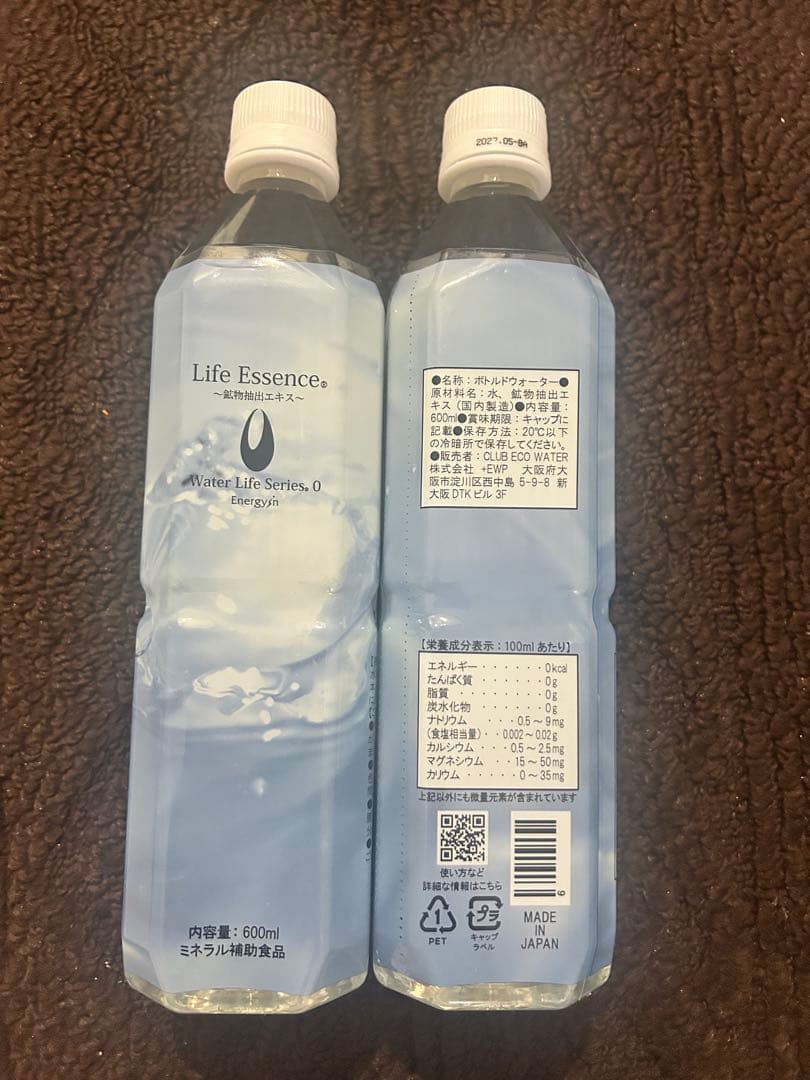 Life Essence®
～鉱物抽出エキス～
Water Life Series® 0
Energysin
内容量：600ml
ミネラル補助食品
2027.05-BA
●名称：ボトルドウォーター●
原材料名：水、鉱物抽出エ
キス（国内製造）●内容量：
600ml●賞味期限：キャップに
記載●保存方法：20℃以下
の冷暗所で保存してください。
●販売者：CLUB ECO WATER
株式会社 +EWP 大阪府大
阪市淀川区西中島 5-9-8 新
大阪DTKビル 3F
【栄養成分表示：100mlあたり】
エネルギー・・・・・・0kcal
たんぱく質・・・・・・0g
脂質・・・・・・・・0g
炭水化物・・・・・・・0g
ナトリウム・・・・0.5～9mg
（食塩相当量）・・0.002～0.02g
カルシウム・・・0.5～2.5mg
マグネシウム・・・15～50mg
カリウム・・・・0～35mg
上記以外にも微量元素が含まれています
使い方など
詳細な情報はこちら
9
1
PET
プラ
キャップ
ラベル
MADE
IN
JAPAN